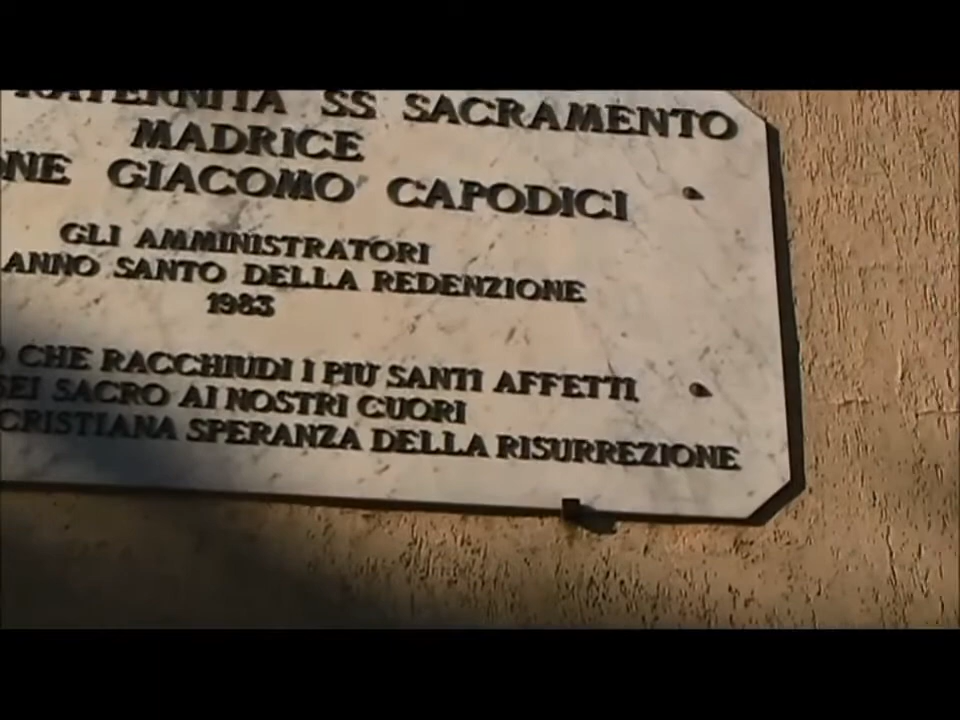 RATERNITA SS SACRAMENTO
MADRICE
NE GIACOMO CAPODICI
GLI AMMINISTRATORI
ANNO SANTO DELLA REDENZIONE
1983
CHE RACCHIUDI I PIU' SANTI AFFETTI
SEI SACRO AI NOSTRI CUORI
CRISTIANA SPERANZA DELLA RISURREZIONE